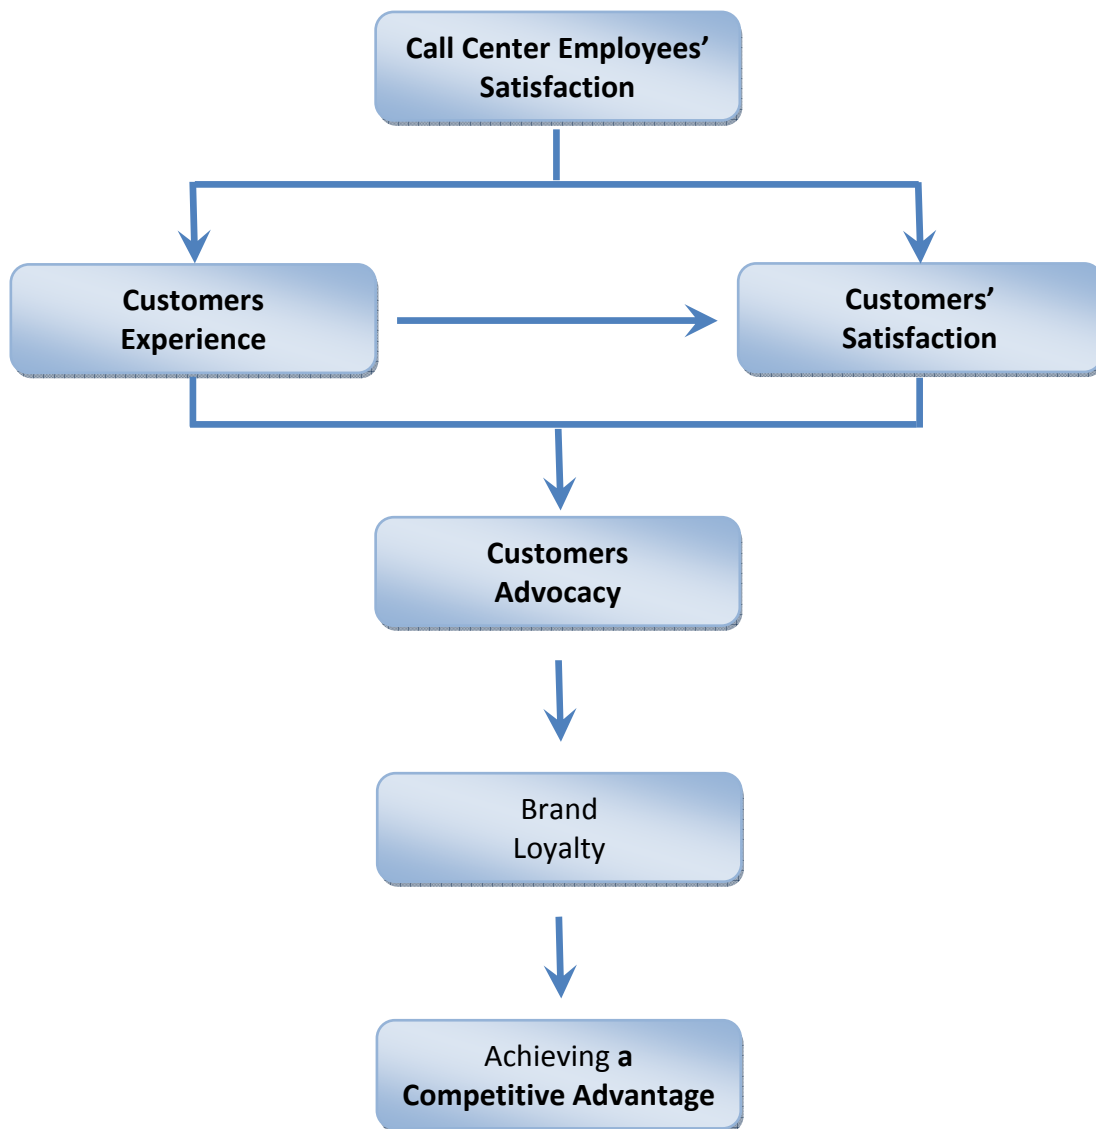 Call Center Employees’
Satisfaction
Customers
Experience
Customers’
Satisfaction
Customers
Advocacy
Brand
Loyalty
Achieving a
Competitive Advantage